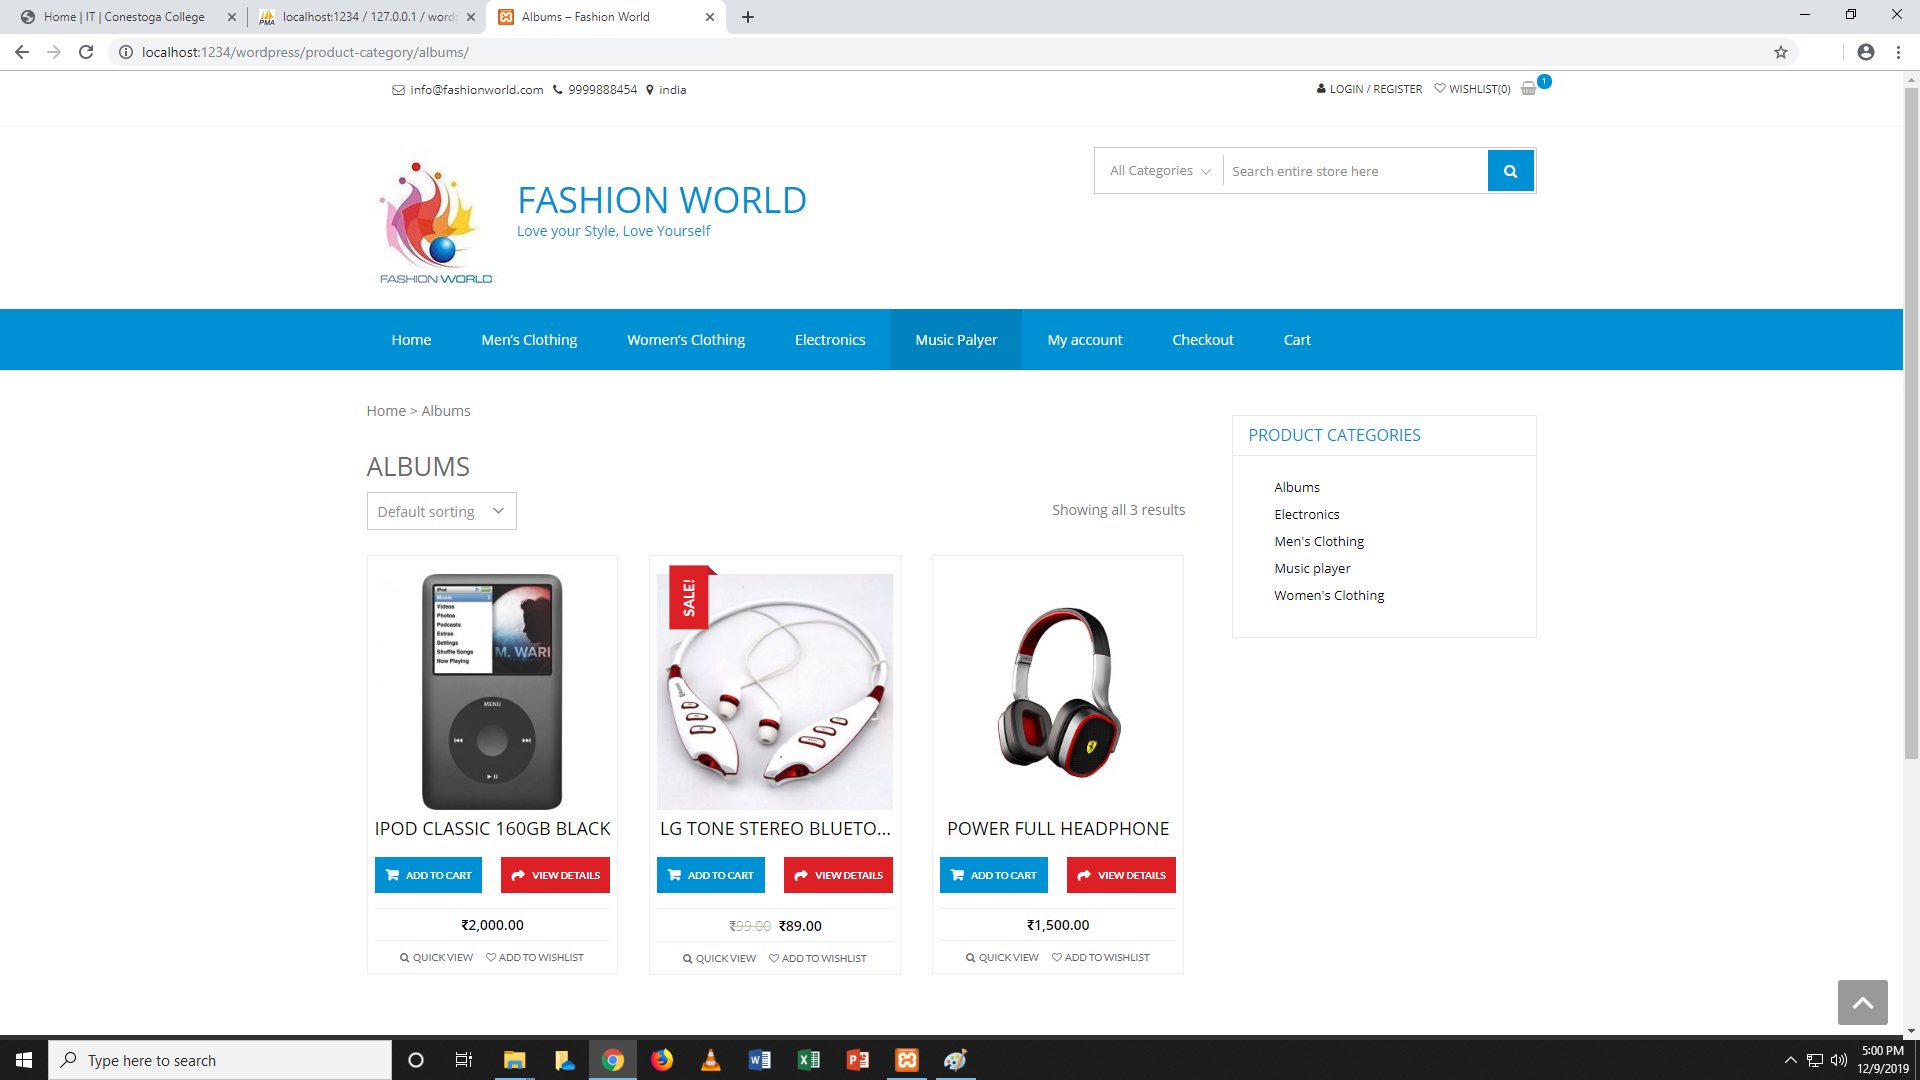 Home | IT | Conestoga College
localhost:1234 / 127.0.0.1 / word
Albums – Fashion World
localhost:1234/wordpress/product-category/albums/
info@fashionworld.com 9999888454 india
LOGIN / REGISTER WISHLIST(0) 1
All Categories Search entire store here
FASHION WORLD
Love your Style, Love Yourself
FASHION WORLD
Home Men’s Clothing Women’s Clothing Electronics Music Palyer My account Checkout Cart
Home > Albums
ALBUMS
Default sorting
Showing all 3 results
PRODUCT CATEGORIES
Albums
Electronics
Men's Clothing
Music player
Women's Clothing
iPod
Music
Videos
Photos
Podcasts
Extras
Settings
Shuffle Songs
Now Playing
M. WARI
MENU
IPOD CLASSIC 160GB BLACK
ADD TO CART VIEW DETAILS
₹2,000.00
QUICK VIEW ADD TO WISHLIST
SALE!
LG TONE STEREO BLUETO...
ADD TO CART VIEW DETAILS
₹99.00 ₹89.00
QUICK VIEW ADD TO WISHLIST
POWER FULL HEADPHONE
ADD TO CART VIEW DETAILS
₹1,500.00
QUICK VIEW ADD TO WISHLIST
Type here to search
5:00 PM
12/9/2019